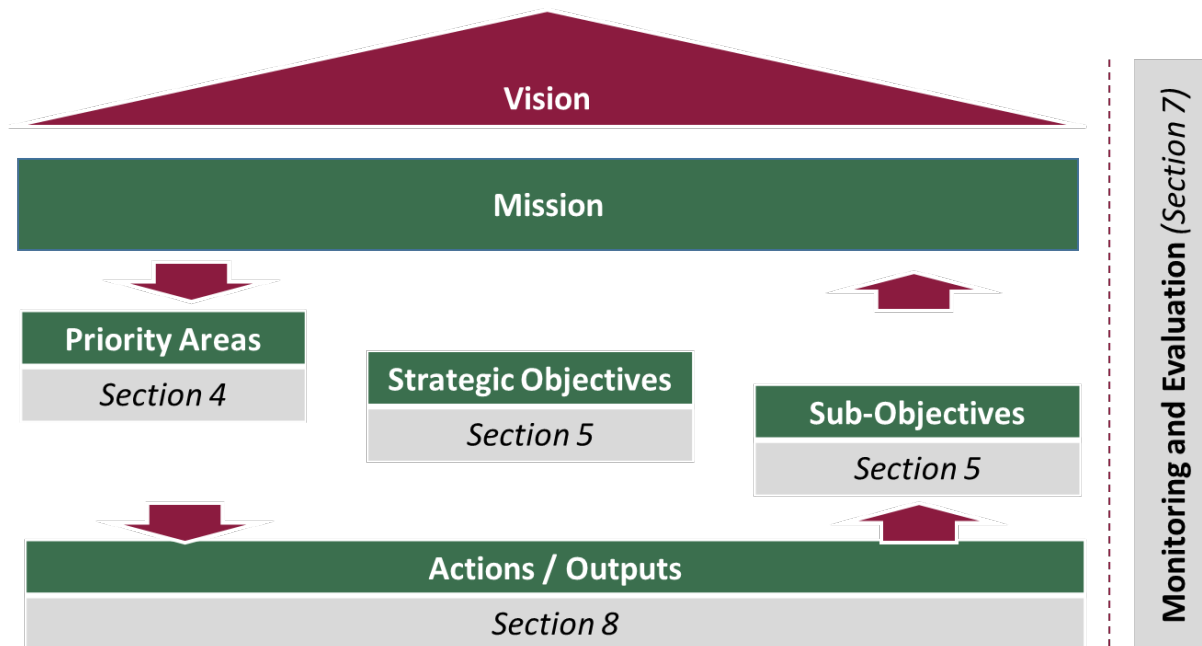 Vision
Mission
Priority Areas
Section 4
Strategic Objectives
Section 5
Sub-Objectives
Section 5
Actions / Outputs
Section 8
Monitoring and Evaluation (Section 7)